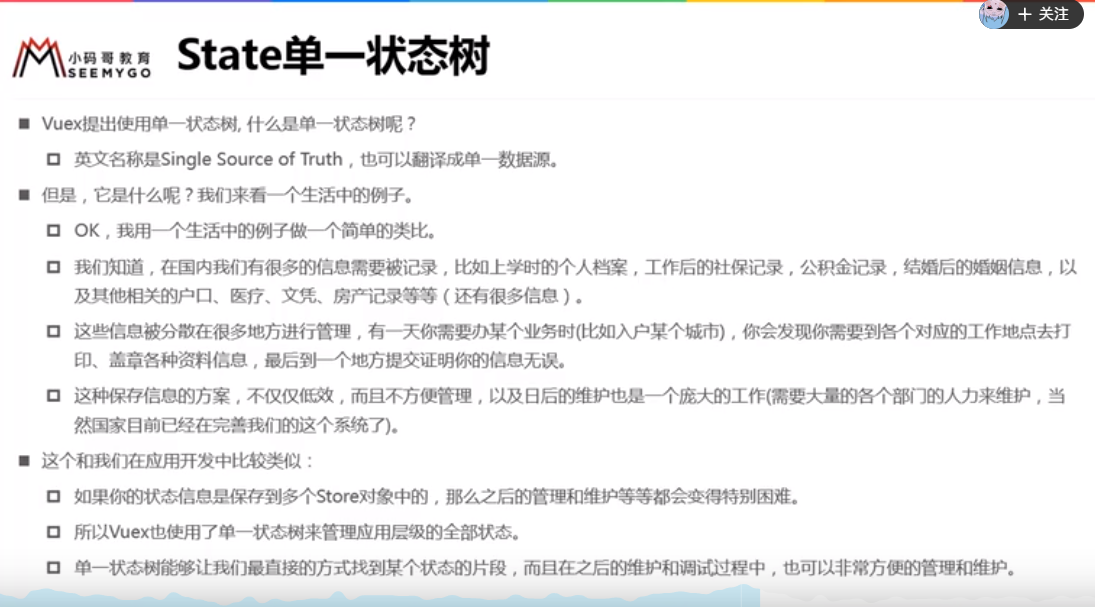 + 关注
小码哥教育
SEEMYGO
State单一状态树
Vuex提出使用单一状态树, 什么是单一状态树呢？
英文名称是Single Source of Truth，也可以翻译成单一数据源。
但是，它是什么呢？我们来看一个生活中的例子。
OK，我用一个生活中的例子做一个简单的类比。
我们知道，在国内我们有很多的信息需要被记录，比如上学时的个人档案，工作后的社保记录，公积金记录，结婚后的婚姻信息，以
及其他相关的户口、医疗、文凭、房产记录等等（还有很多信息）。
这些信息被分散在很多地方进行管理，有一天你需要办某个业务时(比如入户某个城市)，你会发现你需要到各个对应的工作地点去打
印、盖章各种资料信息，最后到一个地方提交证明你的信息无误。
这种保存信息的方案，不仅仅低效，而且不方便管理，以及日后的维护也是一个庞大的工作(需要大量的各个部门的人力来维护，当
然国家目前已经在完善我们的这个系统了)。
这个和我们在应用开发中比较类似：
如果你的状态信息是保存到多个Store对象中的，那么之后的管理和维护等等都会变得特别困难。
所以Vuex也使用了单一状态树来管理应用层级的全部状态。
单一状态树能够让我们最直接的方式找到某个状态的片段，而且在之后的维护和调试过程中，也可以非常方便的管理和维护。